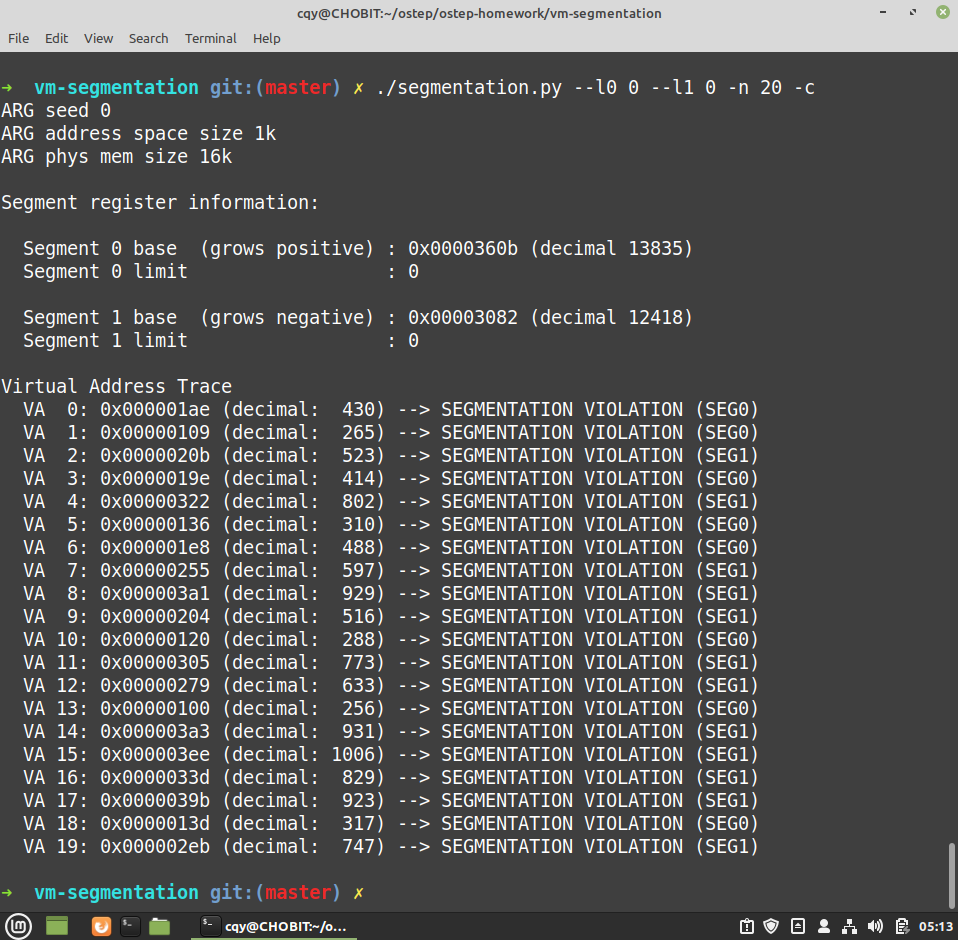 cqy@CHOBIT:~/ostep/ostep-homework/vm-segmentation
File Edit View Search Terminal Help
➜  vm-segmentation git:(master) ✗ ./segmentation.py --l0 0 --l1 0 -n 20 -c
ARG seed 0
ARG address space size 1k
ARG phys mem size 16k
Segment register information:
  Segment 0 base  (grows positive) : 0x0000360b (decimal 13835)
  Segment 0 limit                  : 0
  Segment 1 base  (grows negative) : 0x00003082 (decimal 12418)
  Segment 1 limit                  : 0
Virtual Address Trace
  VA  0: 0x000001ae (decimal:  430) --> SEGMENTATION VIOLATION (SEG0)
  VA  1: 0x00000109 (decimal:  265) --> SEGMENTATION VIOLATION (SEG0)
  VA  2: 0x0000020b (decimal:  523) --> SEGMENTATION VIOLATION (SEG1)
  VA  3: 0x0000019e (decimal:  414) --> SEGMENTATION VIOLATION (SEG0)
  VA  4: 0x00000322 (decimal:  802) --> SEGMENTATION VIOLATION (SEG1)
  VA  5: 0x00000136 (decimal:  310) --> SEGMENTATION VIOLATION (SEG0)
  VA  6: 0x000001e8 (decimal:  488) --> SEGMENTATION VIOLATION (SEG0)
  VA  7: 0x00000255 (decimal:  597) --> SEGMENTATION VIOLATION (SEG1)
  VA  8: 0x000003a1 (decimal:  929) --> SEGMENTATION VIOLATION (SEG1)
  VA  9: 0x00000204 (decimal:  516) --> SEGMENTATION VIOLATION (SEG1)
  VA 10: 0x00000120 (decimal:  288) --> SEGMENTATION VIOLATION (SEG0)
  VA 11: 0x00000305 (decimal:  773) --> SEGMENTATION VIOLATION (SEG1)
  VA 12: 0x00000279 (decimal:  633) --> SEGMENTATION VIOLATION (SEG1)
  VA 13: 0x00000100 (decimal:  256) --> SEGMENTATION VIOLATION (SEG0)
  VA 14: 0x000003a3 (decimal:  931) --> SEGMENTATION VIOLATION (SEG1)
  VA 15: 0x000003ee (decimal: 1006) --> SEGMENTATION VIOLATION (SEG1)
  VA 16: 0x0000033d (decimal:  829) --> SEGMENTATION VIOLATION (SEG1)
  VA 17: 0x0000039b (decimal:  923) --> SEGMENTATION VIOLATION (SEG1)
  VA 18: 0x0000013d (decimal:  317) --> SEGMENTATION VIOLATION (SEG0)
  VA 19: 0x000002eb (decimal:  747) --> SEGMENTATION VIOLATION (SEG1)
➜  vm-segmentation git:(master) ✗
cqy@CHOBIT:~/o... 05:13